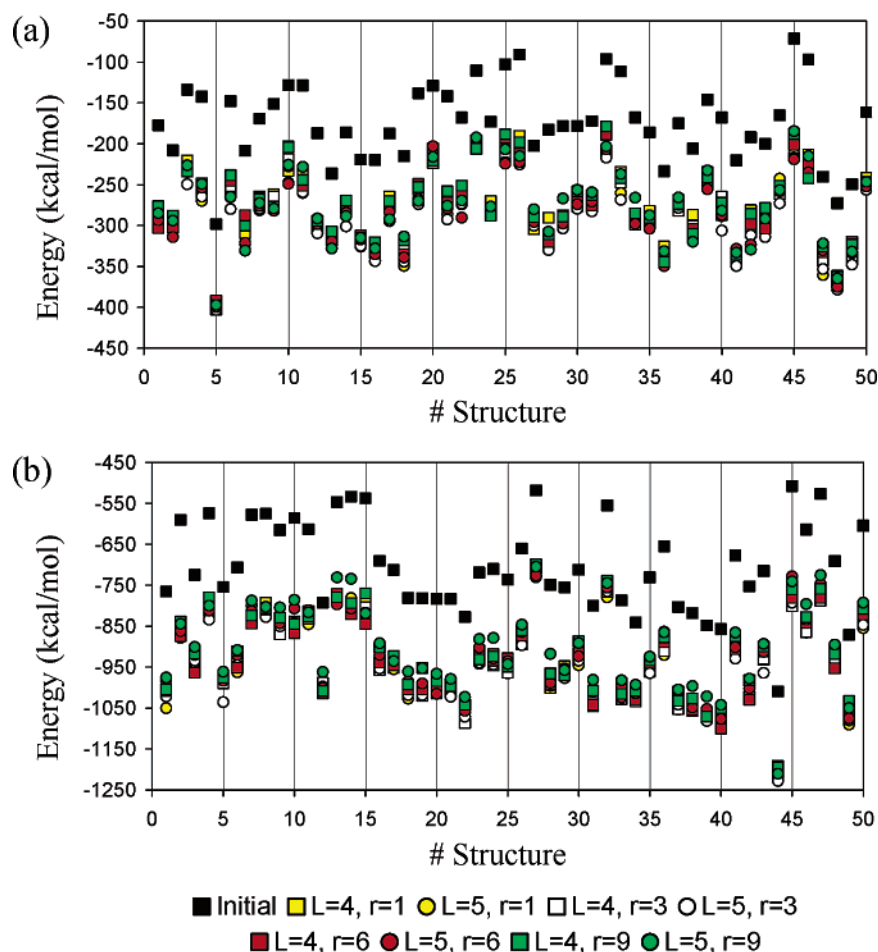 (a)
-50
-100
-150
-200
-250
-300
-350
-400
-450
Energy (kcal/mol)
0 5 10 15 20 25 30 35 40 45 50
# Structure
(b)
-450
-550
-650
-750
-850
-950
-1050
-1150
-1250
Energy (kcal/mol)
0 5 10 15 20 25 30 35 40 45 50
# Structure
Initial L=4, r=1 L=5, r=1 L=4, r=3 L=5, r=3
L=4, r=6 L=5, r=6 L=4, r=9 L=5, r=9